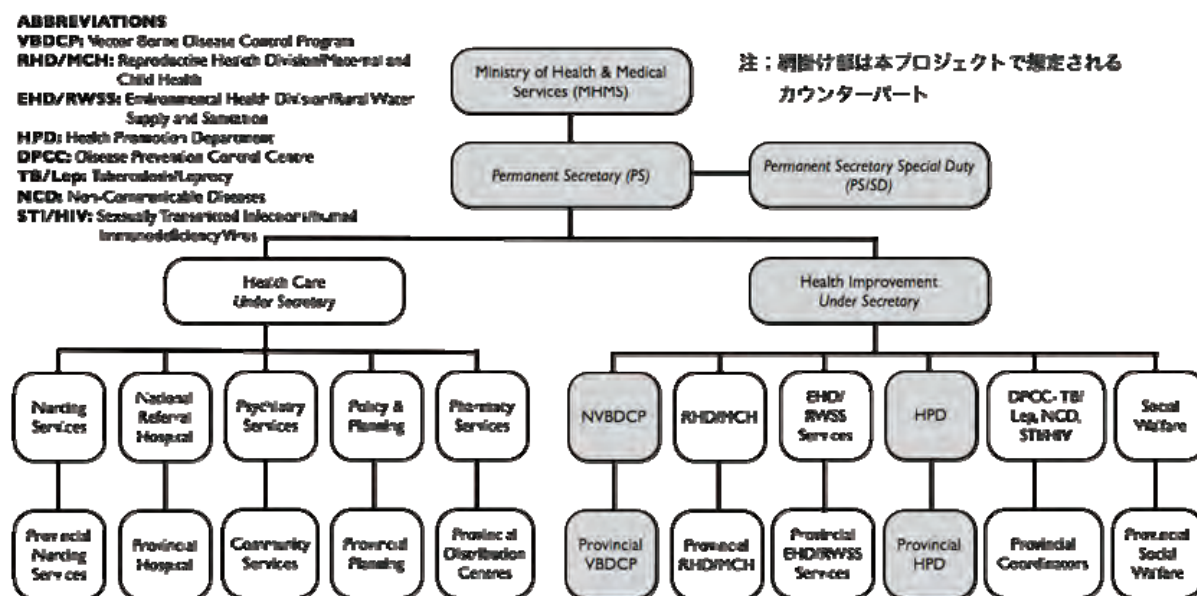 ABBREVIATIONS
VBDCP: Vector Borne Disease Control Program
RHD/MCH: Reproductive Health Division/Maternal and
Child Health
EHD/RWSS: Environmental Health Division/Rural Water
Supply and Sanitation
HPD: Health Promotion Department
DPCC: Disease Prevention Control Centre
TB/Lep: Tuberculosis/Leprocy
NCD: Non-Communicable Diseases
STI/HIV: Sexually Transmitted Infections/Humad
Immunodeficiency Virus
注：網掛け部は本プロジェクトで想定される
カウンターパート
Ministry of Health & Medical
Services (MHMS)
Permanent Secretary (PS)
Permanent Secretary Special Duty
(PS/SD)
Health Care
Under Secretary
Health Improvement
Under Secretary
Nursing
Services
National
Referral
Hospital
Psychiatry
Services
Policy &
Planning
Pharmacy
Services
NVBDCP
RHD/MCH
EHD/
RWSS
Services
HPD
DPCC- TB/
Lep, NCD,
STI/HIV
Social
Welfare
Provincial
Nursing
Services
Provincial
Hospital
Community
Services
Provincial
Planning
Provincial
Distribution
Centres
Provincial
VBDCP
Provincial
RHD/MCH
Provincial
EHD/RWSS
Services
Provincial
HPD
Provincial
Coordinators
Provincial
Social
Welfare